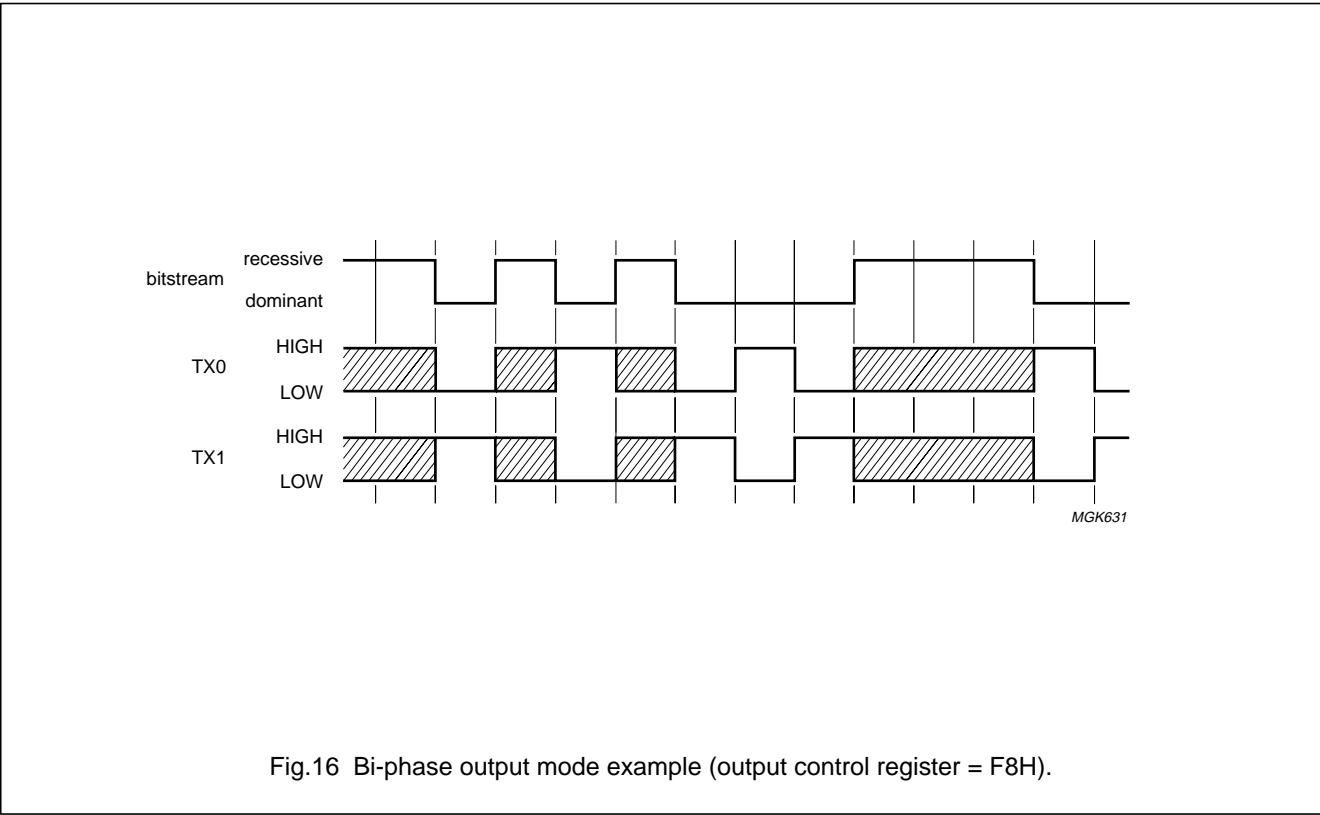 recessive
bitstream
dominant
HIGH
TX0
LOW
HIGH
TX1
LOW
MGK631
Fig.16 Bi-phase output mode example (output control register = F8H).